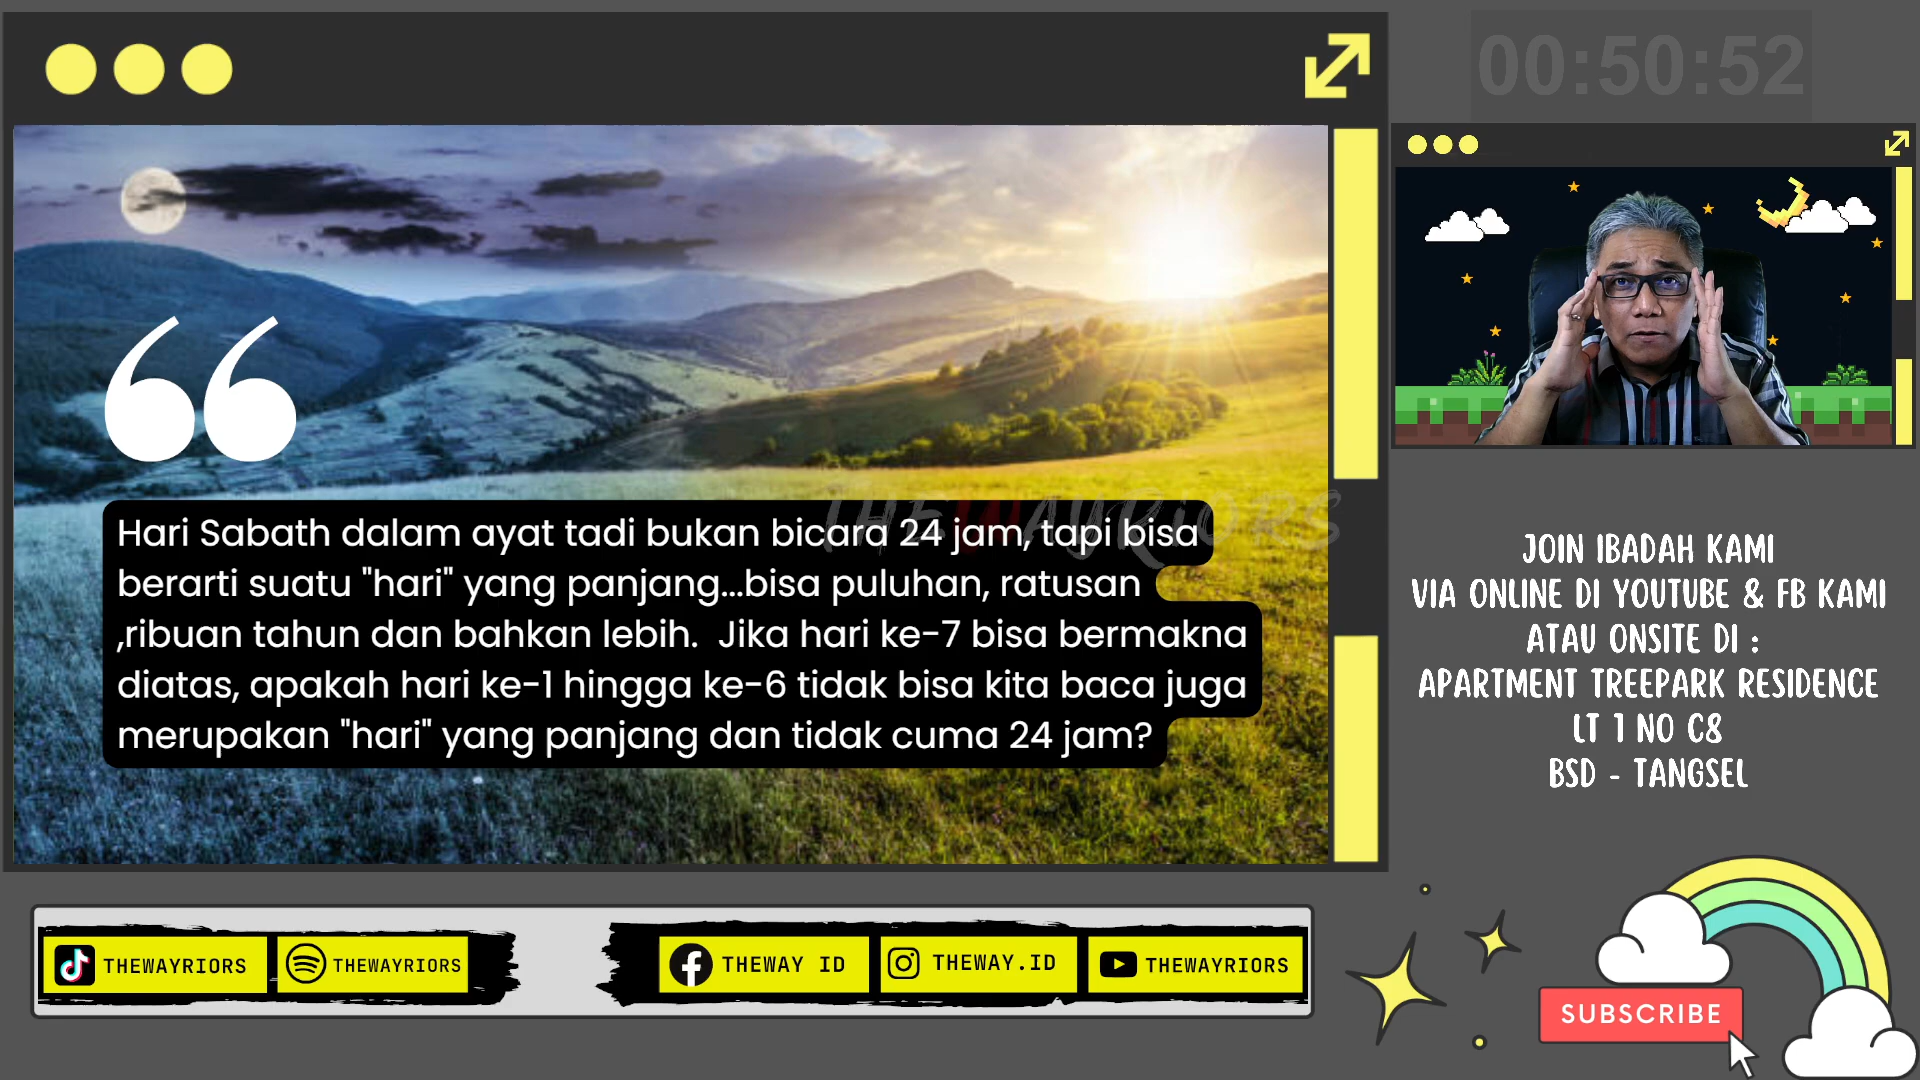 00:50:52
THEWAYRIORS
Hari Sabath dalam ayat tadi bukan bicara 24 jam, tapi bisa
berarti suatu "hari" yang panjang...bisa puluhan, ratusan
,ribuan tahun dan bahkan lebih.  Jika hari ke-7 bisa bermakna
diatas, apakah hari ke-1 hingga ke-6 tidak bisa kita baca juga
merupakan "hari" yang panjang dan tidak cuma 24 jam?
JOIN IBADAH KAMI
VIA ONLINE DI YOUTUBE & FB KAMI
ATAU ONSITE DI :
APARTMENT TREEPARK RESIDENCE
LT 1 NO C8
BSD - TANGSEL
THEWAYRIORS
THEWAYRIORS
THEWAY ID
THEWAY.ID
THEWAYRIORS
SUBSCRIBE